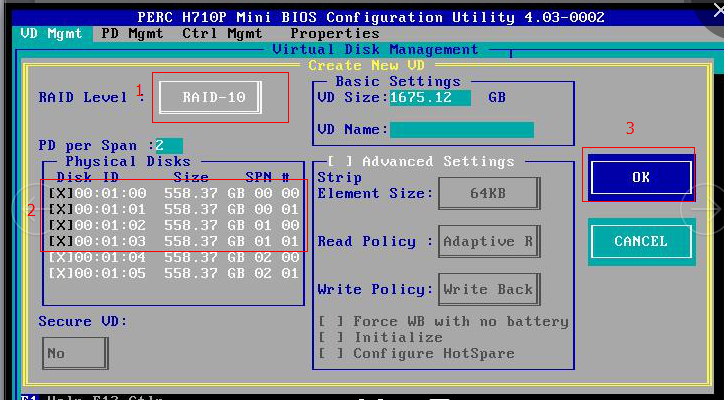 PERC H710P Mini BIOS Configuration Utility 4.03-0002
VD Mgmt PD Mgmt Ctrl Mgmt Properties
Virtual Disk Management
Create New VD
RAID Level : 1 RAID-10
PD per Span :2
Physical Disks
Disk ID Size SPN #
[X]00:01:00 558.37 GB 00 00
2 [X]00:01:01 558.37 GB 00 01
[X]00:01:02 558.37 GB 01 00
[X]00:01:03 558.37 GB 01 01
[X]00:01:04 558.37 GB 02 00
[X]00:01:05 558.37 GB 02 01
Secure VD:
No
Basic Settings
VD Size:1675.12 GB
VD Name:
[ ] Advanced Settings
Strip
Element Size: 64KB
Read Policy : Adaptive R
Write Policy: Write Back
[ ] Force WB with no battery
[ ] Initialize
[ ] Configure HotSpare
3
OK
CANCEL